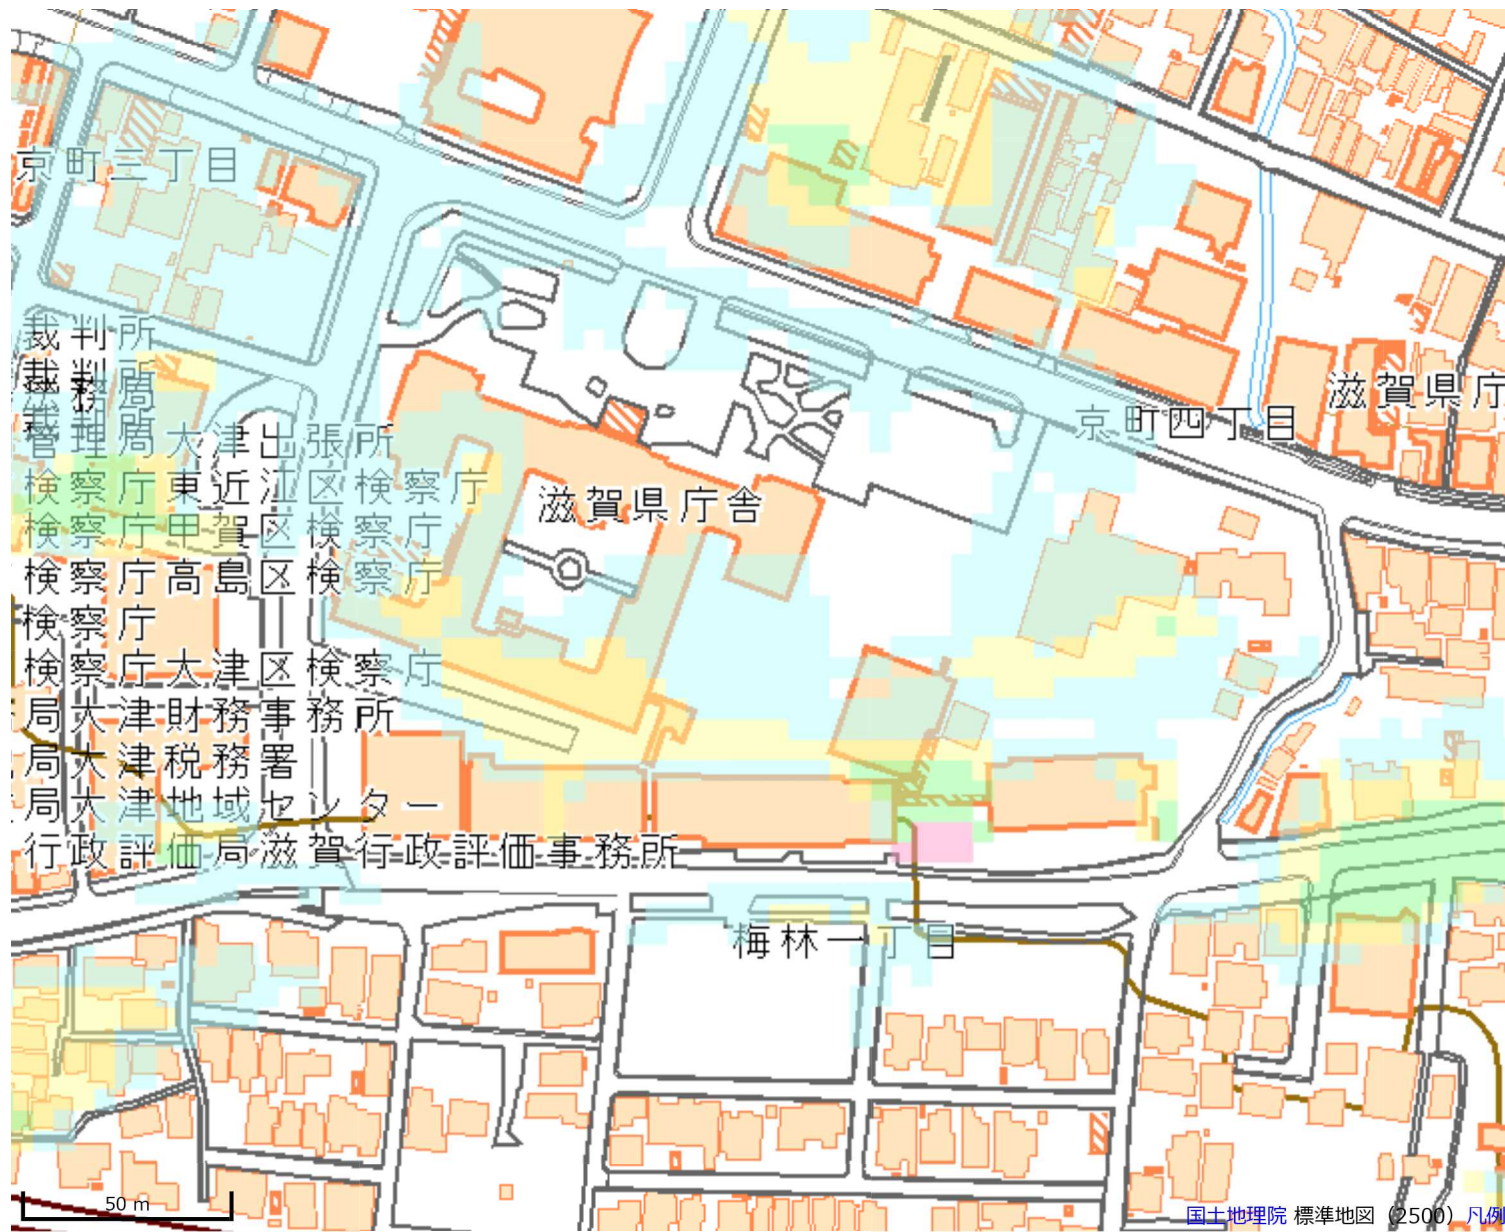 京町三丁目
裁判所
裁判所
滋賀県庁
京町四丁目
管理局大津出張所
検察庁東近江区検察庁
滋賀県庁舎
検察庁甲賀区検察庁
検察庁高島区検察庁
検察庁
検察庁大津区検察庁
局大津財務事務所
局大津税務署
局大津地域センター
行政評価局滋賀行政評価事務所
梅林一丁目
50 m
国土地理院 標準地図（2500）凡例